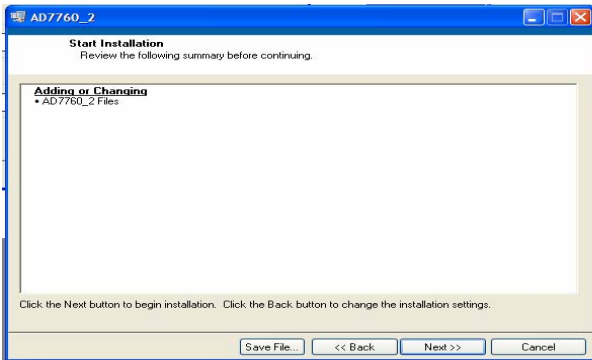 AD7760_2
Start Installation
Review the following summary before continuing.
Adding or Changing
• AD7760_2 Files
Click the Next button to begin installation. Click the Back button to change the installation settings.
Save File... << Back Next >> Cancel